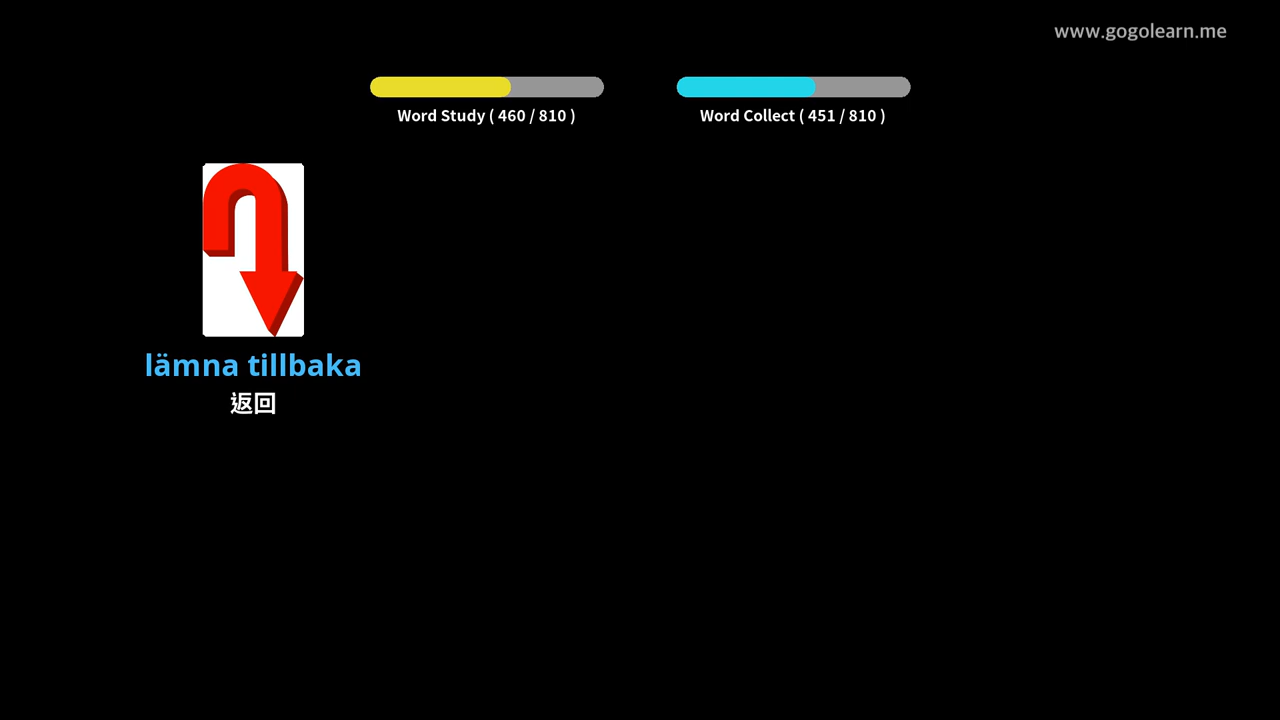 www.gogolearn.me
Word Study ( 460 / 810 )
Word Collect ( 451 / 810 )
lämna tillbaka
返回